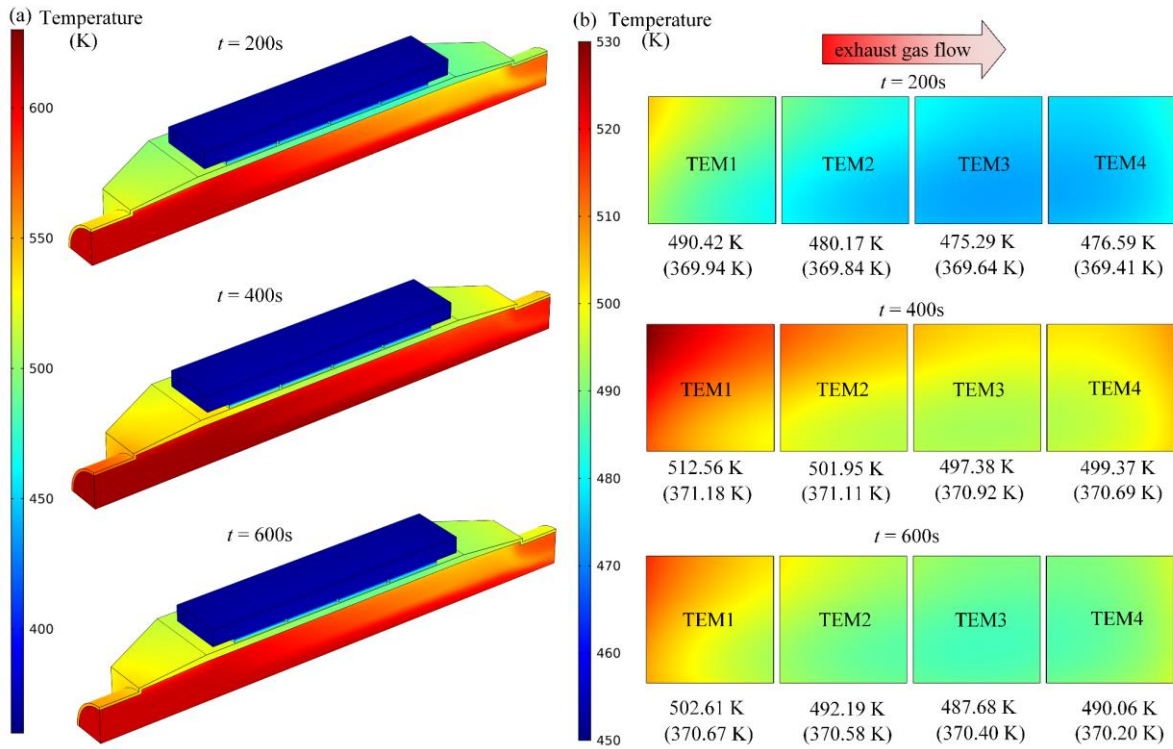 (a) Temperature
(K)
t = 200s
600
550
500
450
400
t = 400s
t = 600s
(b) Temperature
(K)
530
520
510
500
490
480
470
460
450
exhaust gas flow
t = 200s
TEM1 TEM2 TEM3 TEM4
490.42 K 480.17 K 475.29 K 476.59 K
(369.94 K) (369.84 K) (369.64 K) (369.41 K)
t = 400s
TEM1 TEM2 TEM3 TEM4
512.56 K 501.95 K 497.38 K 499.37 K
(371.18 K) (371.11 K) (370.92 K) (370.69 K)
t = 600s
TEM1 TEM2 TEM3 TEM4
502.61 K 492.19 K 487.68 K 490.06 K
(370.67 K) (370.58 K) (370.40 K) (370.20 K)